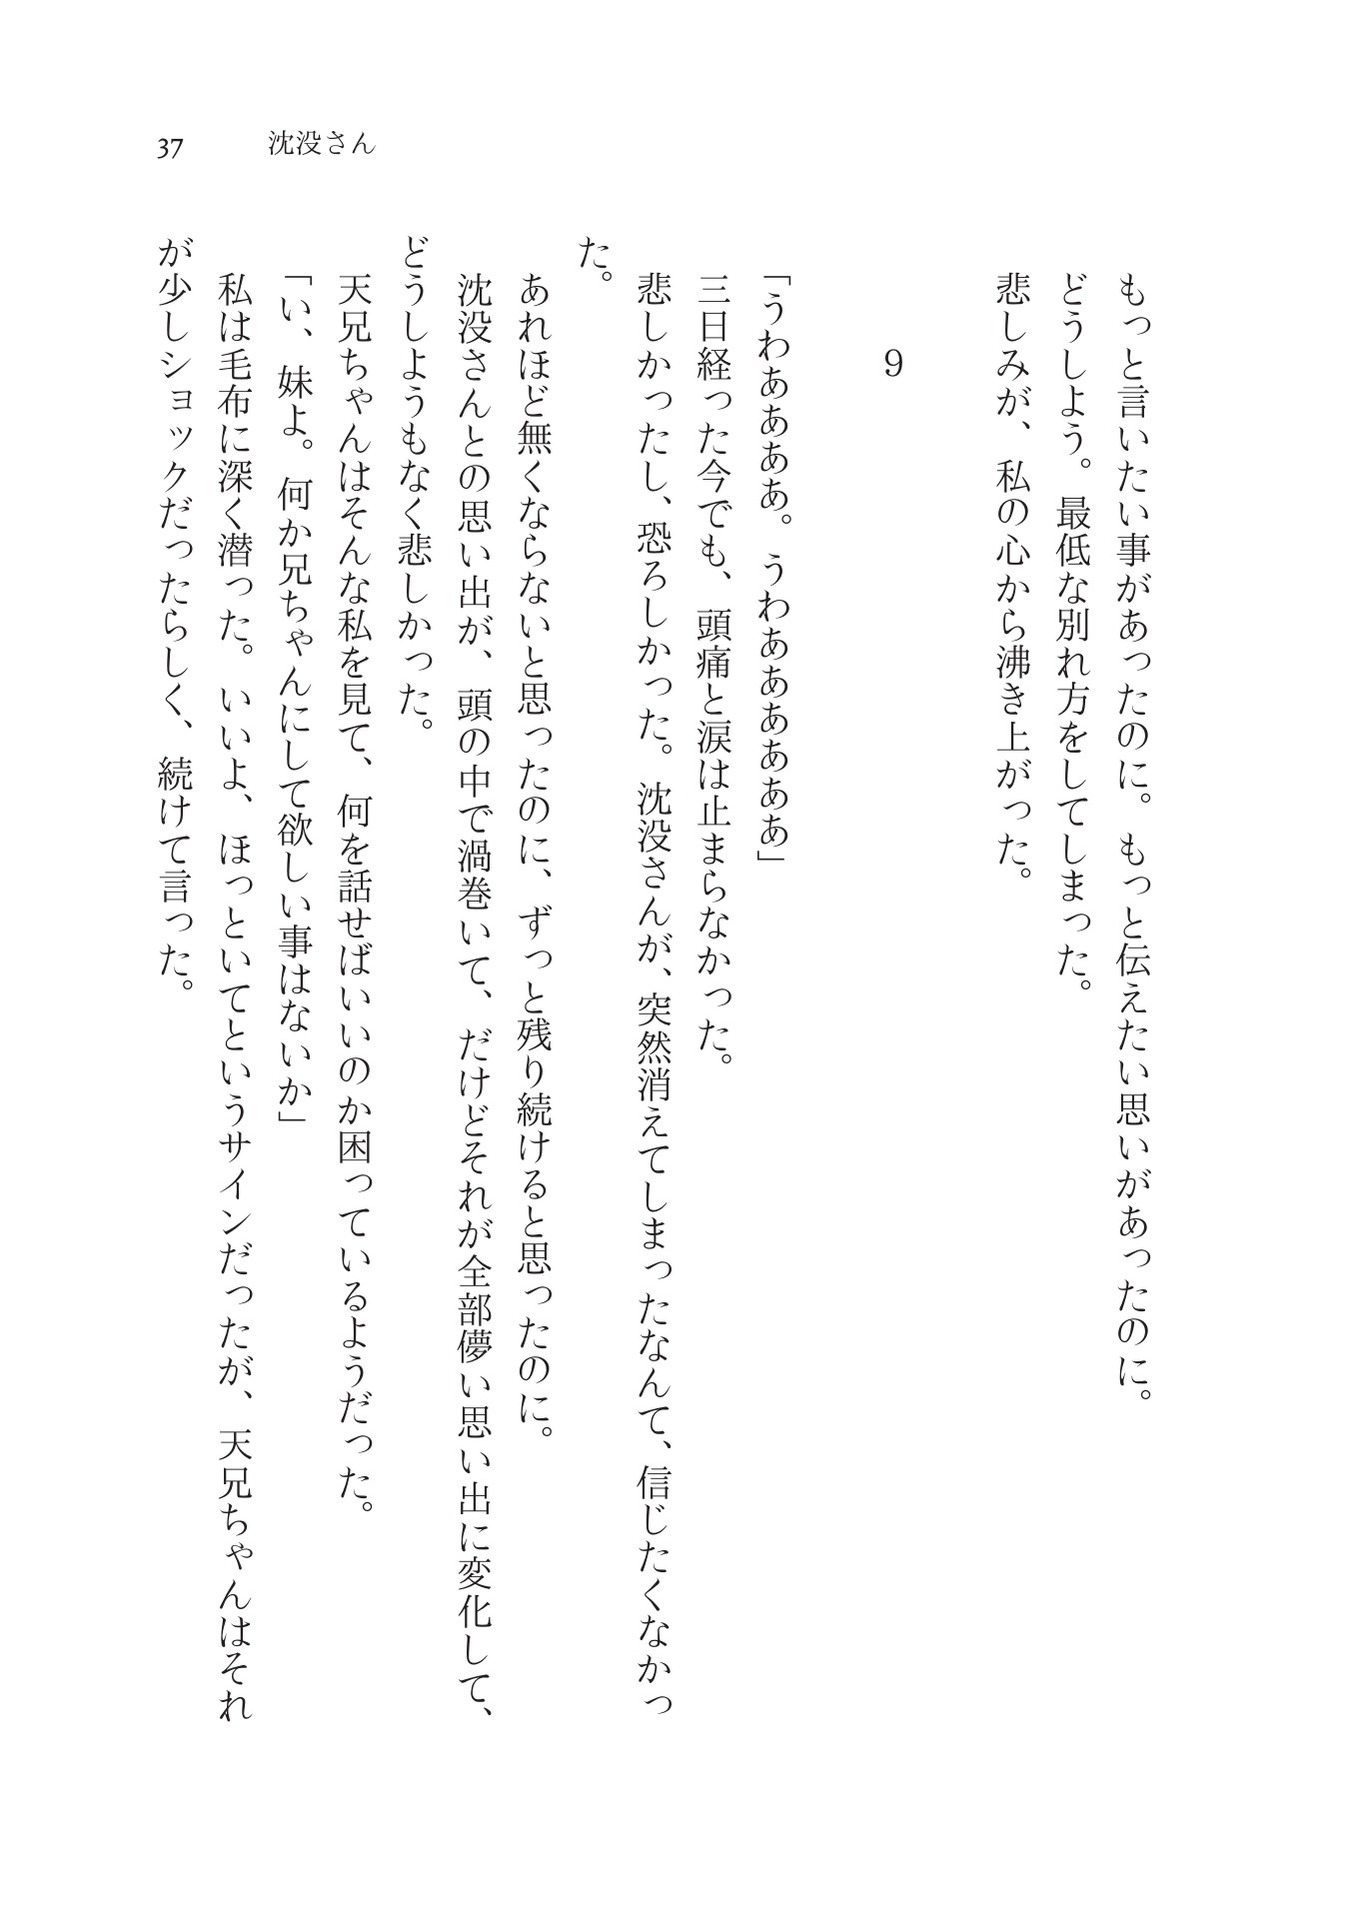 37 沈没さん
もっと言いたい事があったのに。もっと伝えたい思いがあったのに。
どうしよう。最低な別れ方をしてしまった。
悲しみが、私の心から沸き上がった。
9
「うわああああ。うわああああああ」
三日経った今でも、頭痛と涙は止まらなかった。
悲しかったし、恐ろしかった。沈没さんが、突然消えてしまったなんて、信じたくなかっ
た。
あれほど無くならないと思ったのに、ずっと残り続けると思ったのに。
沈没さんとの思い出が、頭の中で渦巻いて、だけどそれが全部儚い思い出に変化して、
どうしようもなく悲しかった。
天兄ちゃんはそんな私を見て、何を話せばいいのか困っているようだった。
「い、妹よ。何か兄ちゃんにして欲しい事はないか」
私は毛布に深く潜った。いいよ、ほっといてというサインだったが、天兄ちゃんはそれ
が少しショックだったらしく、続けて言った。